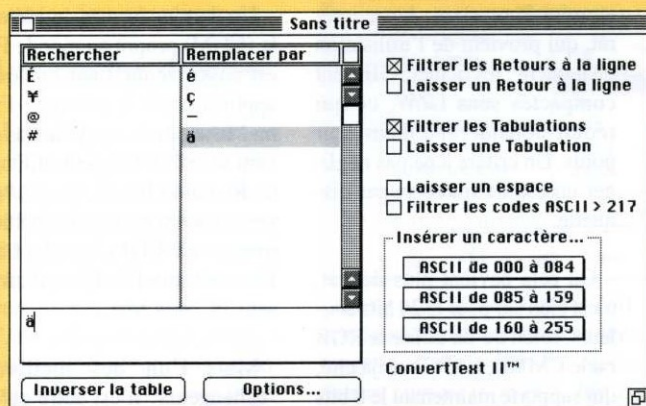 Sans titre
Rechercher
Remplacer par
É
é
¥
ç
@
—
#
ä
ä
Inverser la table
Options...
Filtrer les Retours à la ligne
Laisser un Retour à la ligne
Filtrer les Tabulations
Laisser une Tabulation
Laisser un espace
Filtrer les codes ASCII > 217
Insérer un caractère...
ASCII de 000 à 084
ASCII de 085 à 159
ASCII de 160 à 255
ConvertText II™